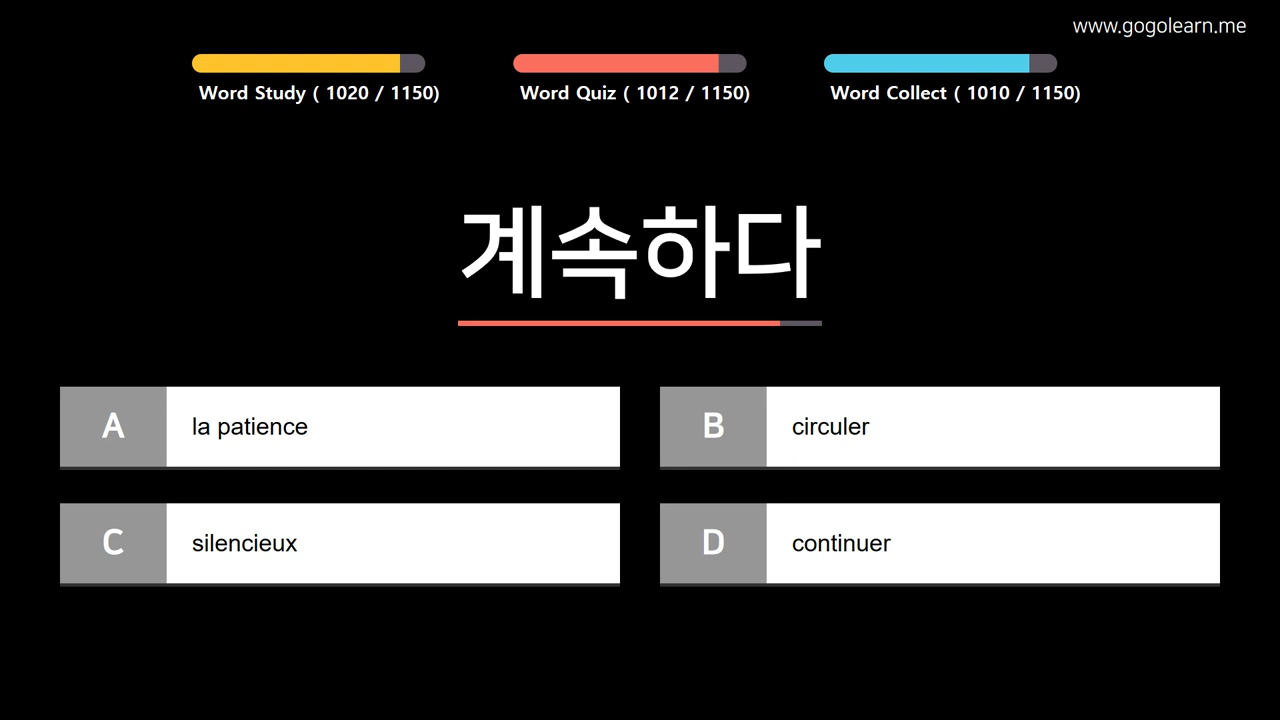 www.gogolearn.me
Word Study ( 1020 / 1150)
Word Quiz ( 1012 / 1150)
Word Collect ( 1010 / 1150)
계속하다
A la patience
B circuler
C silencieux
D continuer